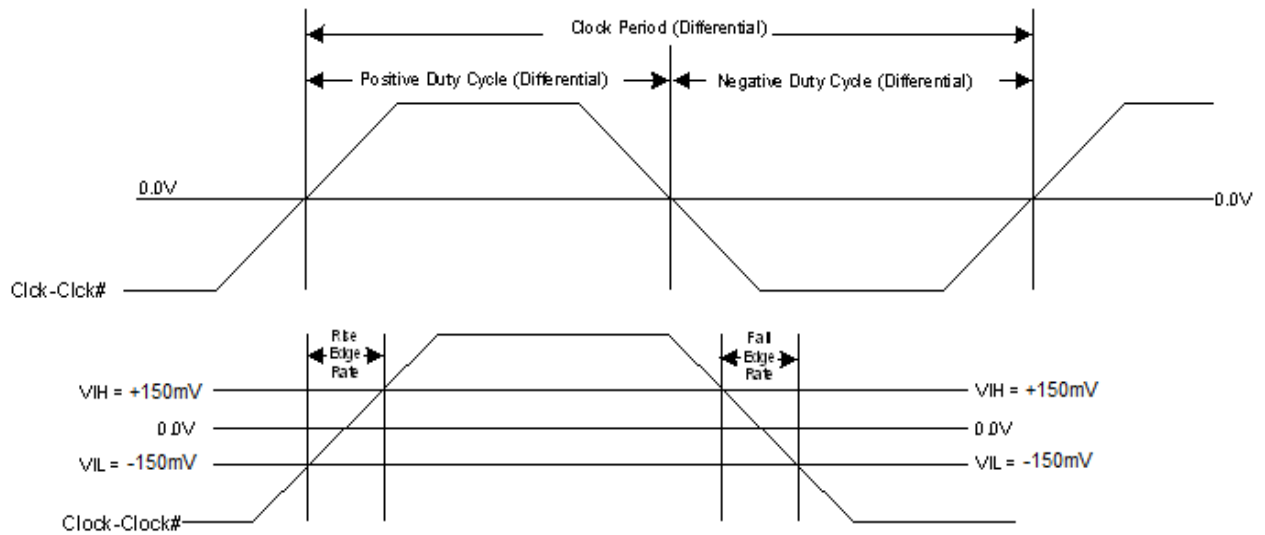 Clock Period (Differential)
Positive Duty Cycle (Differential)
Negative Duty Cycle (Differential)
0.0V
0.0V
Clck-Clck#
Rise
Edge
Rate
Fall
Edge
Rate
VIH = +150mV
VIH = +150mV
0.0V
0.0V
VIL = -150mV
VIL = -150mV
Clock-Clock#